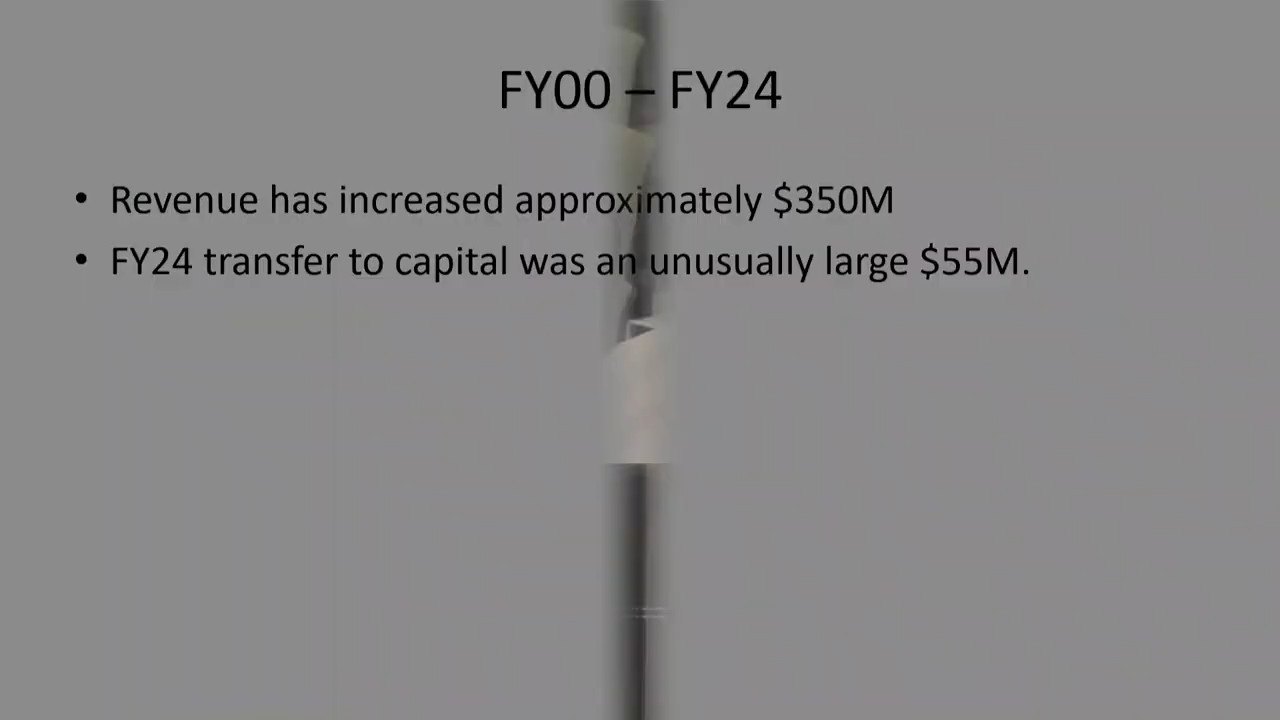 FY00 – FY24
• Revenue has increased approximately $350M
• FY24 transfer to capital was an unusually large $55M.